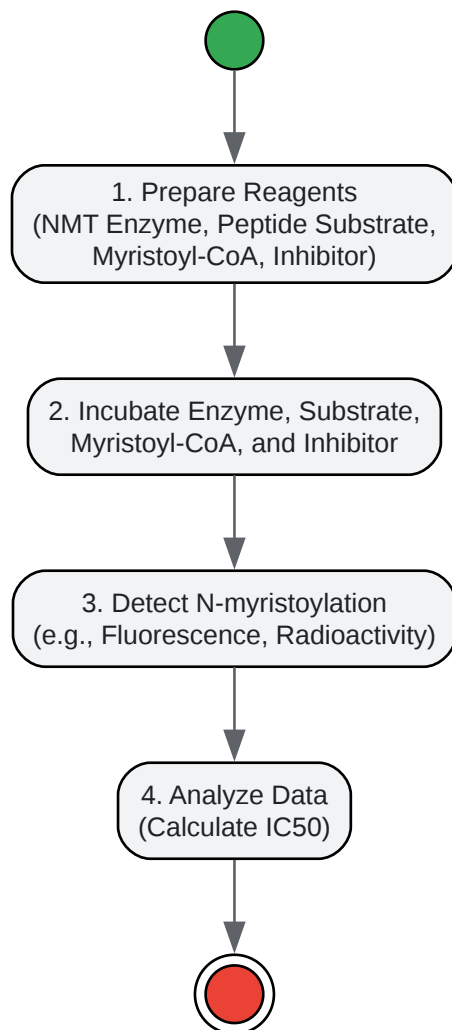 1. Prepare Reagents
(NMT Enzyme, Peptide Substrate,
Myristoyl-CoA, Inhibitor)
2. Incubate Enzyme, Substrate,
Myristoyl-CoA, and Inhibitor
3. Detect N-myristoylation
(e.g., Fluorescence, Radioactivity)
4. Analyze Data
(Calculate IC50)